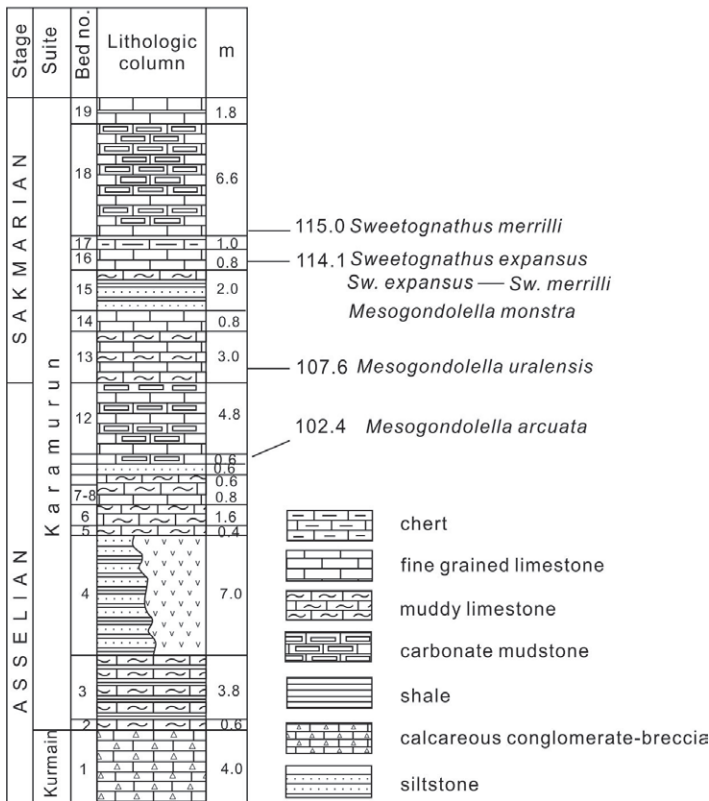 Stage
Suite
Bed no.
Lithologic
column
m
SAKMARIAN
ASSELIAN
Karamurun
Kurmain
19
1.8
18
6.6
17
1.0
16
0.8
15
2.0
14
0.8
13
3.0
12
4.8
0.6
0.6
0.6
7-8
0.8
6
1.6
5
0.4
4
7.0
3
3.8
2
0.6
1
4.0
115.0 Sweetognathus merrilli
114.1 Sweetognathus expansus
Sw. expansus — Sw. merrilli
Mesogondolella monstra
107.6 Mesogondolella uralensis
102.4 Mesogondolella arcuata
chert
fine grained limestone
muddy limestone
carbonate mudstone
shale
calcareous conglomerate-breccia
siltstone